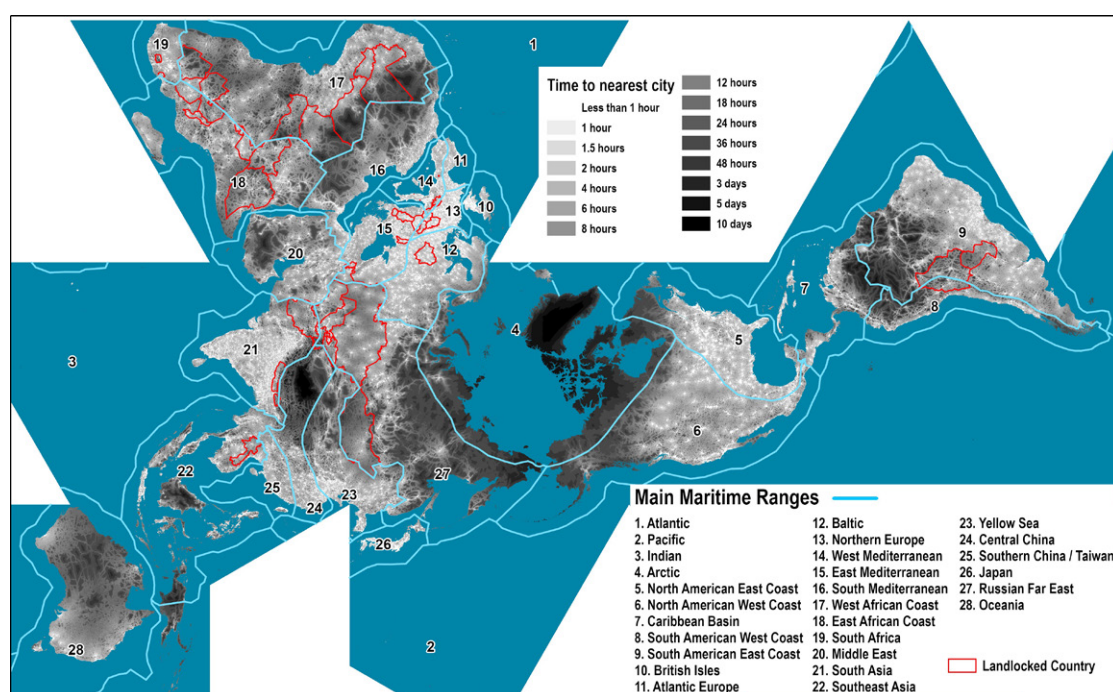 19
1
17
Time to nearest city
Less than 1 hour
1 hour
1.5 hours
2 hours
4 hours
6 hours
8 hours
12 hours
18 hours
24 hours
36 hours
48 hours
3 days
5 days
10 days
11
16
14
18
10
13
15
9
20
12
7
8
4
5
21
3
6
22
27
25
23
24
26
28
2
Main Maritime Ranges
1. Atlantic
2. Pacific
3. Indian
4. Arctic
5. North American East Coast
6. North American West Coast
7. Caribbean Basin
8. South American West Coast
9. South American East Coast
10. British Isles
11. Atlantic Europe
12. Baltic
13. Northern Europe
14. West Mediterranean
15. East Mediterranean
16. South Mediterranean
17. West African Coast
18. East African Coast
19. South Africa
20. Middle East
21. South Asia
22. Southeast Asia
23. Yellow Sea
24. Central China
25. Southern China / Taiwan
26. Japan
27. Russian Far East
28. Oceania
Landlocked Country